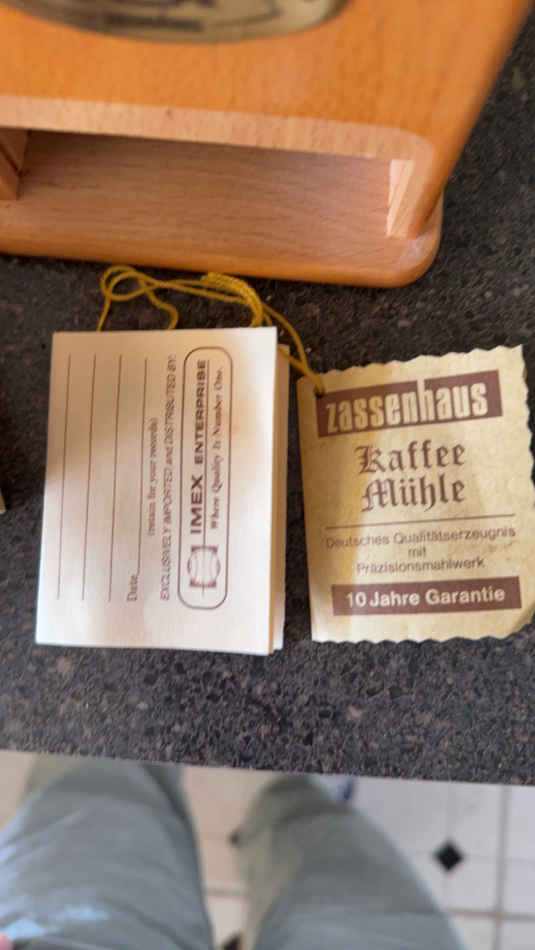 Date
(retain for your records)
EXCLUSIVELY IMPORTED and DISTRIBUTED BY:
IMEX ENTERPRISE
Where Quality Is Number One.
zassenhaus
Kaffee
Mühle
Deutsches Qualitätserzeugnis
mit
Präzisionsmahlwerk
10 Jahre Garantie